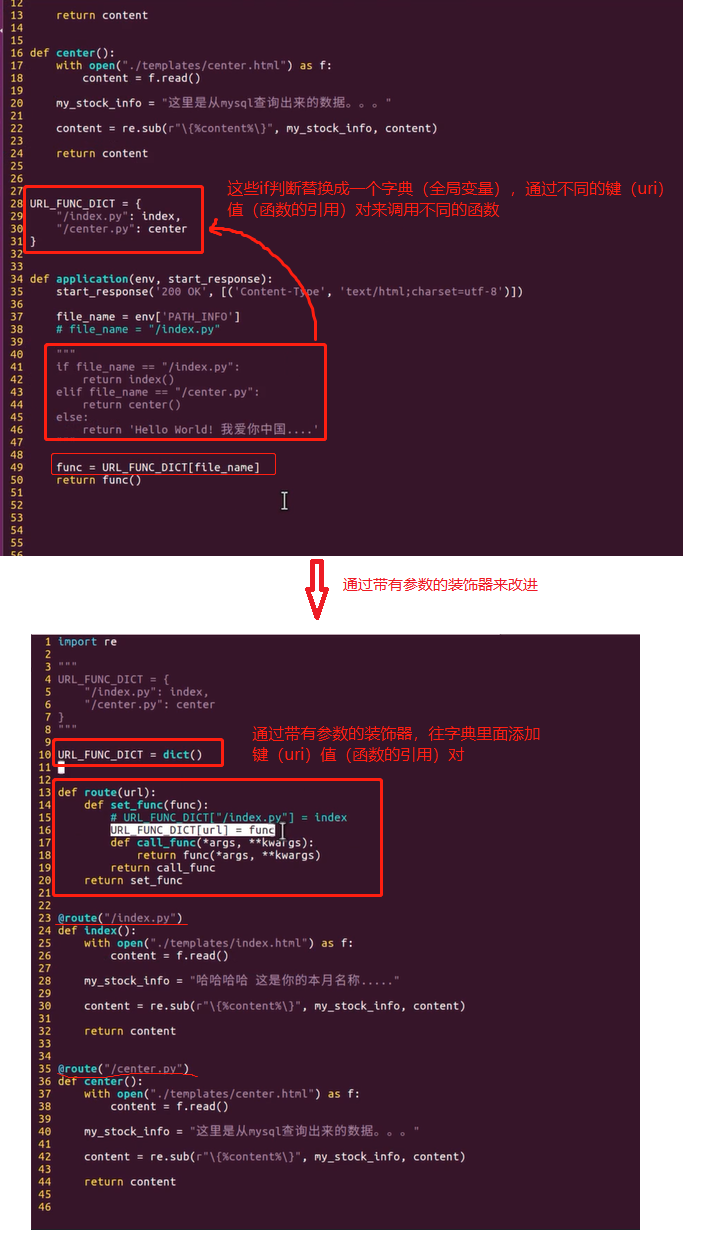 12
13     return content
14
15
16 def center():
17     with open("./templates/center.html") as f:
18         content = f.read()
19
20     my_stock_info = "这里是从mysql查询出来的数据。。。"
21
22     content = re.sub(r"\{%content%\}", my_stock_info, content)
23
24     return content
25
26
27
这些if判断替换成一个字典（全局变量），通过不同的键（uri）
值（函数的引用）对来调用不同的函数
28 URL_FUNC_DICT = {
29     "/index.py": index,
30     "/center.py": center
31 }
32
33
34 def application(env, start_response):
35     start_response('200 OK', [('Content-Type', 'text/html;charset=utf-8')])
36
37     file_name = env['PATH_INFO']
38     # file_name = "/index.py"
39
40     """
41     if file_name == "/index.py":
42         return index()
43     elif file_name == "/center.py":
44         return center()
45     else:
46         return 'Hello World! 我爱你中国....'
47
48
49     func = URL_FUNC_DICT[file_name]
50     return func()
51
52
53
54
55
56
通过带有参数的装饰器来改进
1 import re
2
3 """
4 URL_FUNC_DICT = {
5     "/index.py": index,
6     "/center.py": center
7 }
8 """
9
通过带有参数的装饰器，往字典里面添加
键（uri）值（函数的引用）对
10 URL_FUNC_DICT = dict()
11
12
13 def route(url):
14     def set_func(func):
15         # URL_FUNC_DICT["/index.py"] = index
16         URL_FUNC_DICT[url] = func
17         def call_func(*args, **kwargs):
18             return func(*args, **kwargs)
19         return call_func
20     return set_func
21
22
23 @route("/index.py")
24 def index():
25     with open("./templates/index.html") as f:
26         content = f.read()
27
28     my_stock_info = "哈哈哈哈 这是你的本月名称....."
29
30     content = re.sub(r"\{%content%\}", my_stock_info, content)
31
32     return content
33
34
35 @route("/center.py")
36 def center():
37     with open("./templates/center.html") as f:
38         content = f.read()
39
40     my_stock_info = "这里是从mysql查询出来的数据。。。"
41
42     content = re.sub(r"\{%content%\}", my_stock_info, content)
43
44     return content
45
46